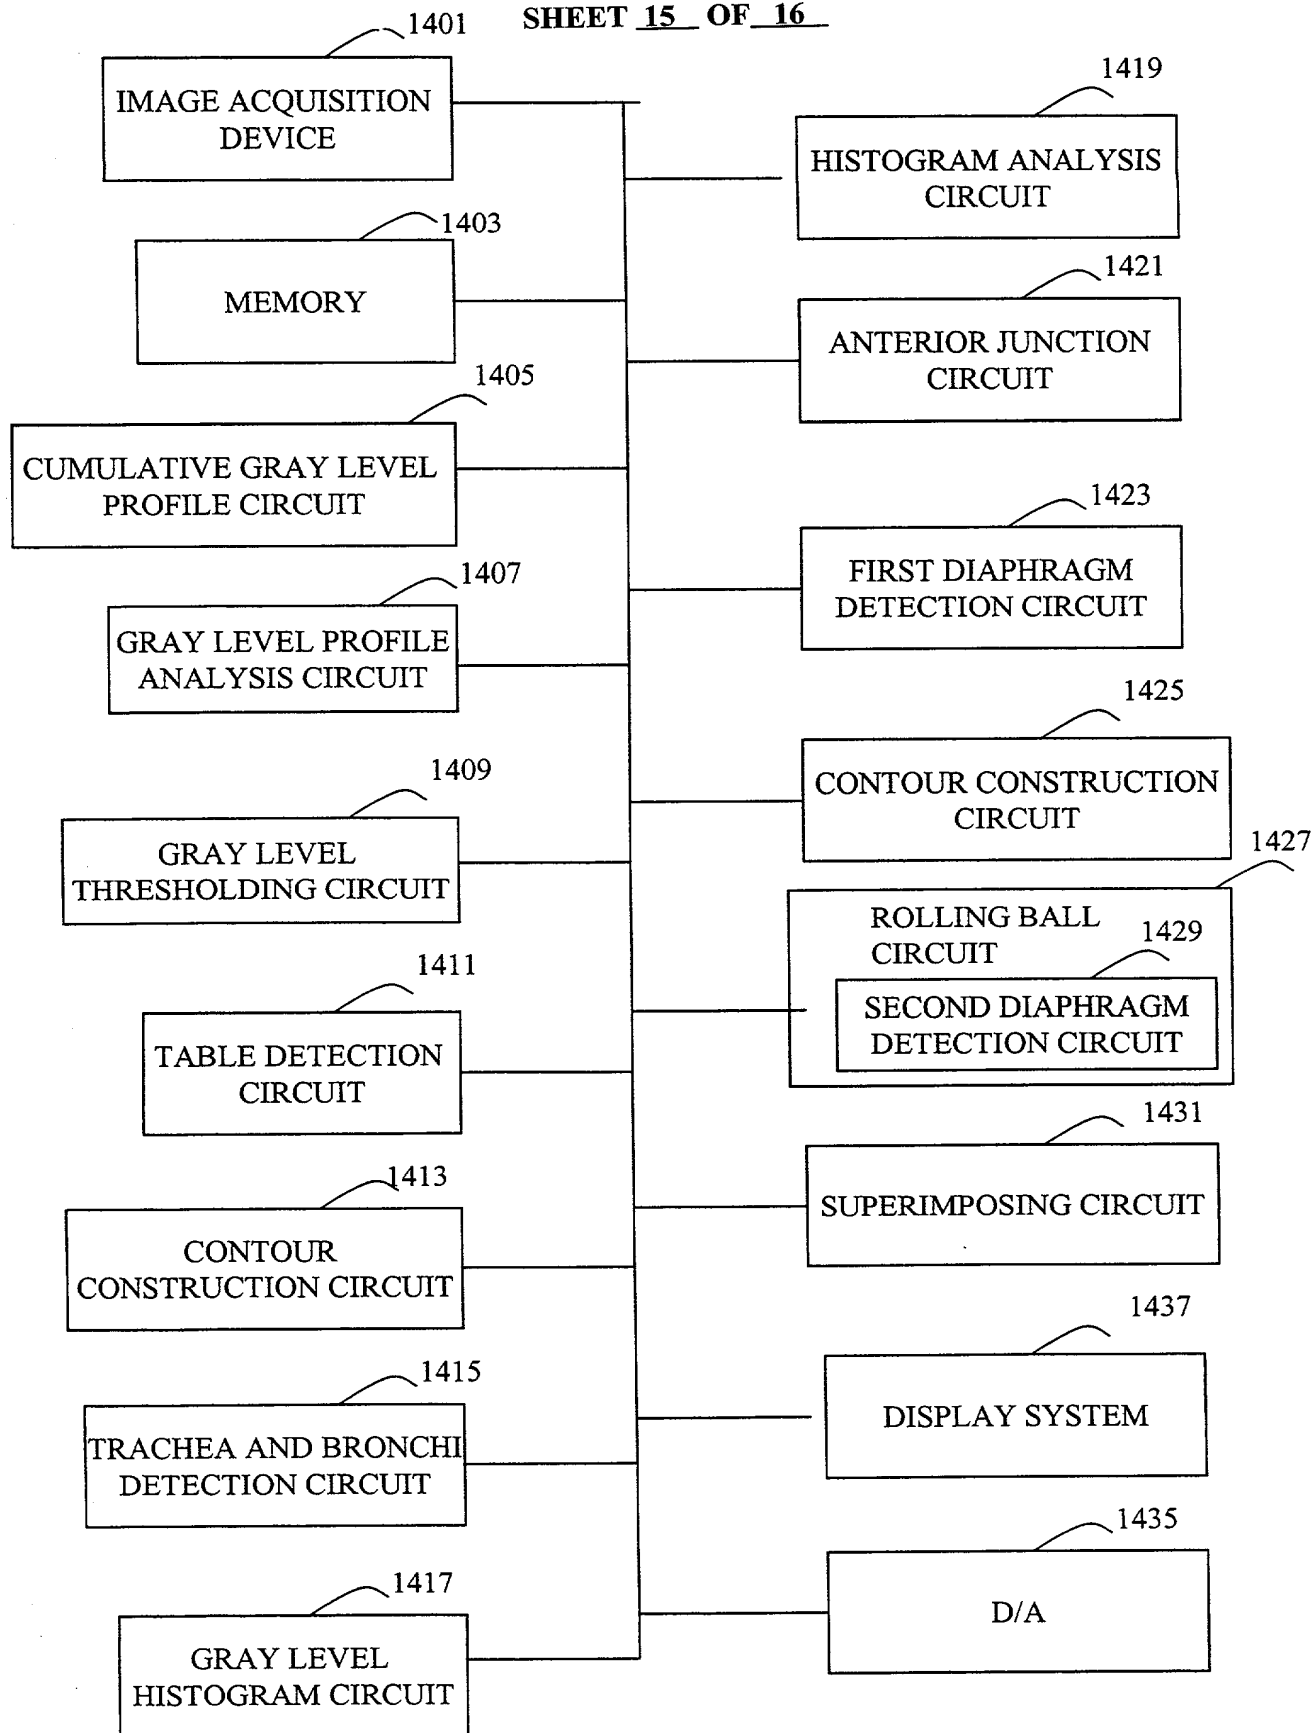 SHEET 15 OF 16
1401
IMAGE ACQUISITION
DEVICE
1403
MEMORY
1405
CUMULATIVE GRAY LEVEL
PROFILE CIRCUIT
1407
GRAY LEVEL PROFILE
ANALYSIS CIRCUIT
1409
GRAY LEVEL
THRESHOLDING CIRCUIT
1411
TABLE DETECTION
CIRCUIT
1413
CONTOUR
CONSTRUCTION CIRCUIT
1415
TRACHEA AND BRONCHI
DETECTION CIRCUIT
1417
GRAY LEVEL
HISTOGRAM CIRCUIT
1419
HISTOGRAM ANALYSIS
CIRCUIT
1421
ANTERIOR JUNCTION
CIRCUIT
1423
FIRST DIAPHRAGM
DETECTION CIRCUIT
1425
CONTOUR CONSTRUCTION
CIRCUIT
1427
ROLLING BALL
CIRCUIT
1429
SECOND DIAPHRAGM
DETECTION CIRCUIT
1431
SUPERIMPOSING CIRCUIT
1437
DISPLAY SYSTEM
1435
D/A